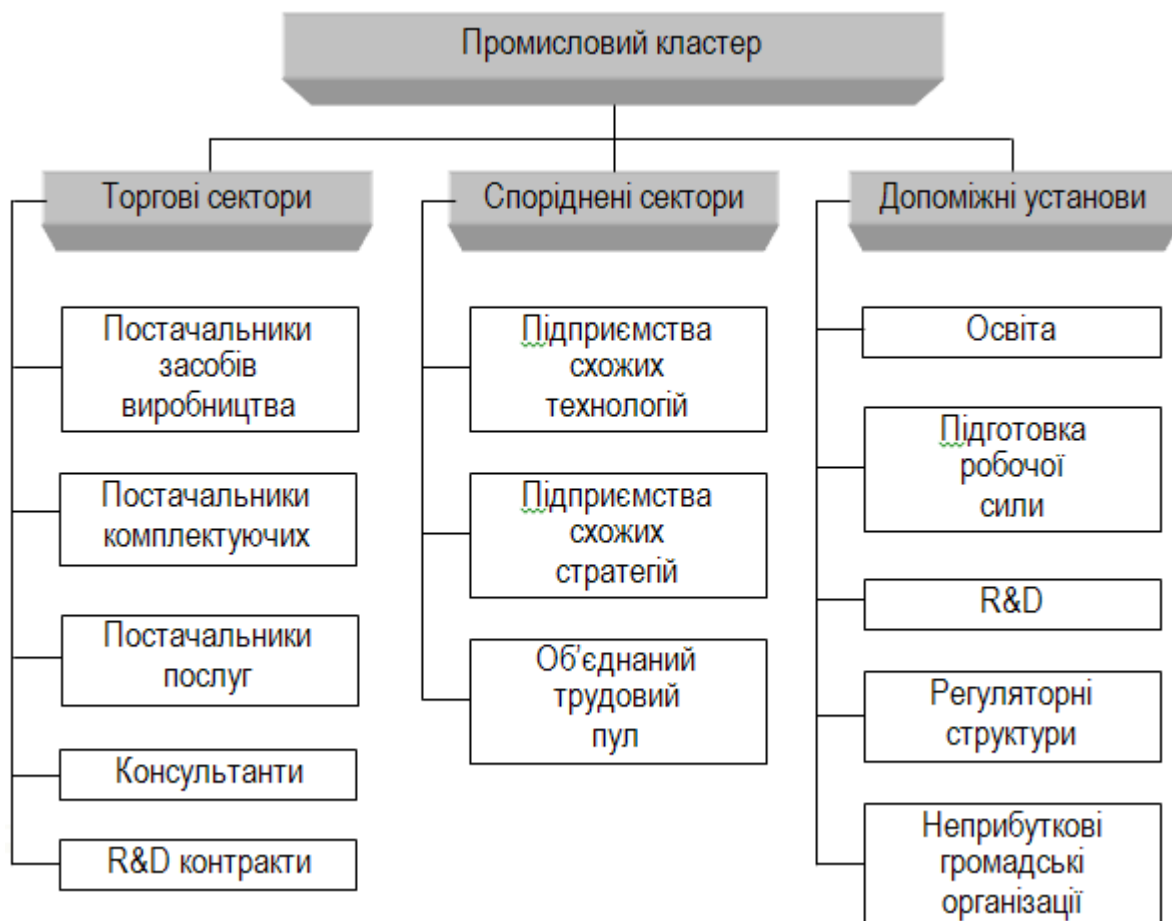 Промисловий кластер
Торгові сектори
Постачальники
засобів
виробництва
Постачальники
комплектуючих
Постачальники
послуг
Консультанти
R&D контракти
Споріднені сектори
Підприємства
схожих
технологій
Підприємства
схожих
стратегій
Об’єднаний
трудовий
пул
Допоміжні установи
Освіта
Підготовка
робочої
сили
R&D
Регуляторні
структури
Неприбуткові
громадські
організації